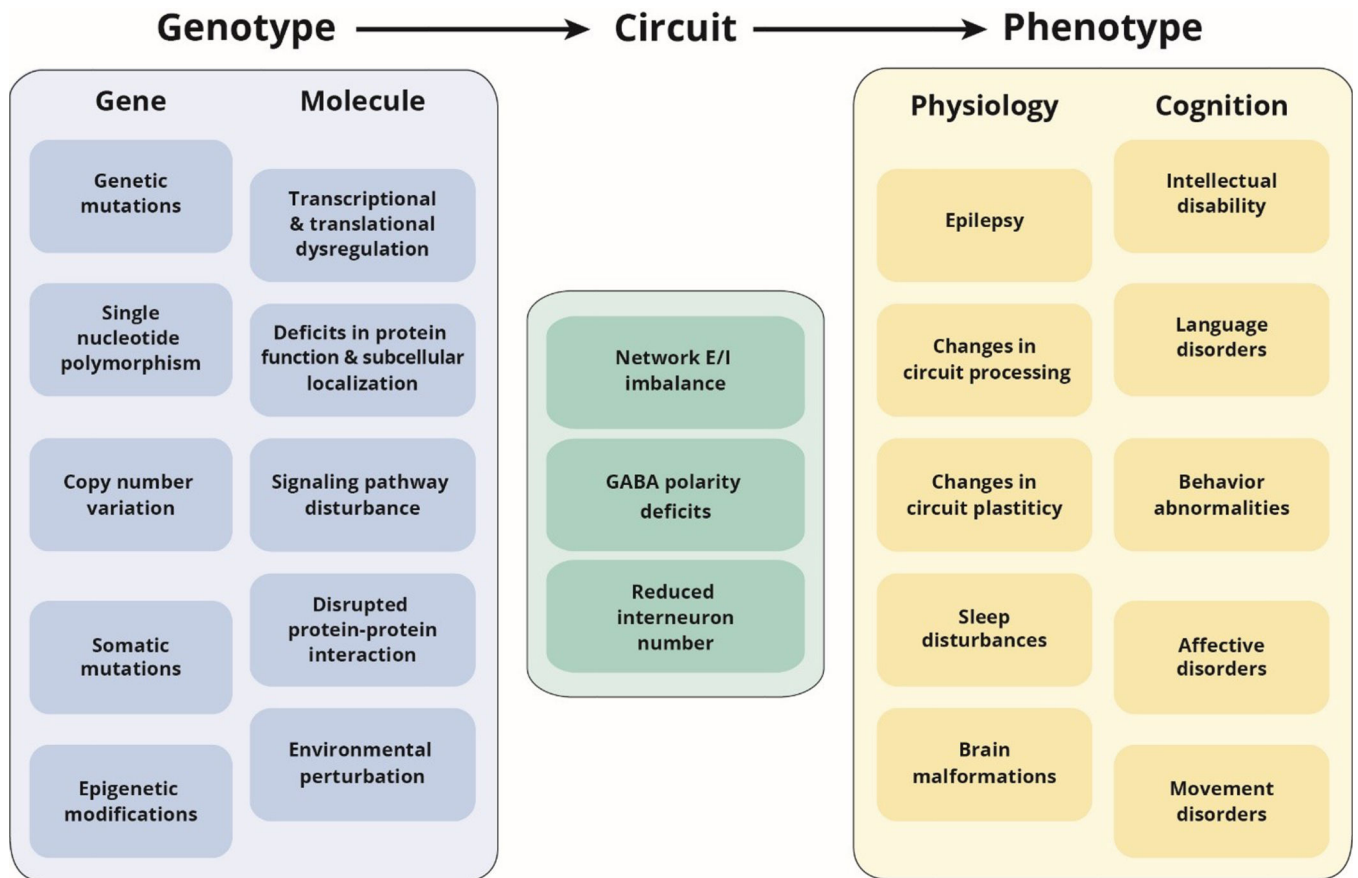 Genotype
Circuit
Phenotype
Gene
Genetic
mutations
Single
nucleotide
polymorphism
Copy number
variation
Somatic
mutations
Epigenetic
modifications
Molecule
Transcriptional
& translational
dysregulation
Deficits in protein
function & subcellular
localization
Signaling pathway
disturbance
Disrupted
protein-protein
interaction
Environmental
perturbation
Network E/I
imbalance
GABA polarity
deficits
Reduced
interneuron
number
Physiology
Epilepsy
Changes in
circuit processing
Changes in
circuit plastiticy
Sleep
disturbances
Brain
malformations
Cognition
Intellectual
disability
Language
disorders
Behavior
abnormalities
Affective
disorders
Movement
disorders